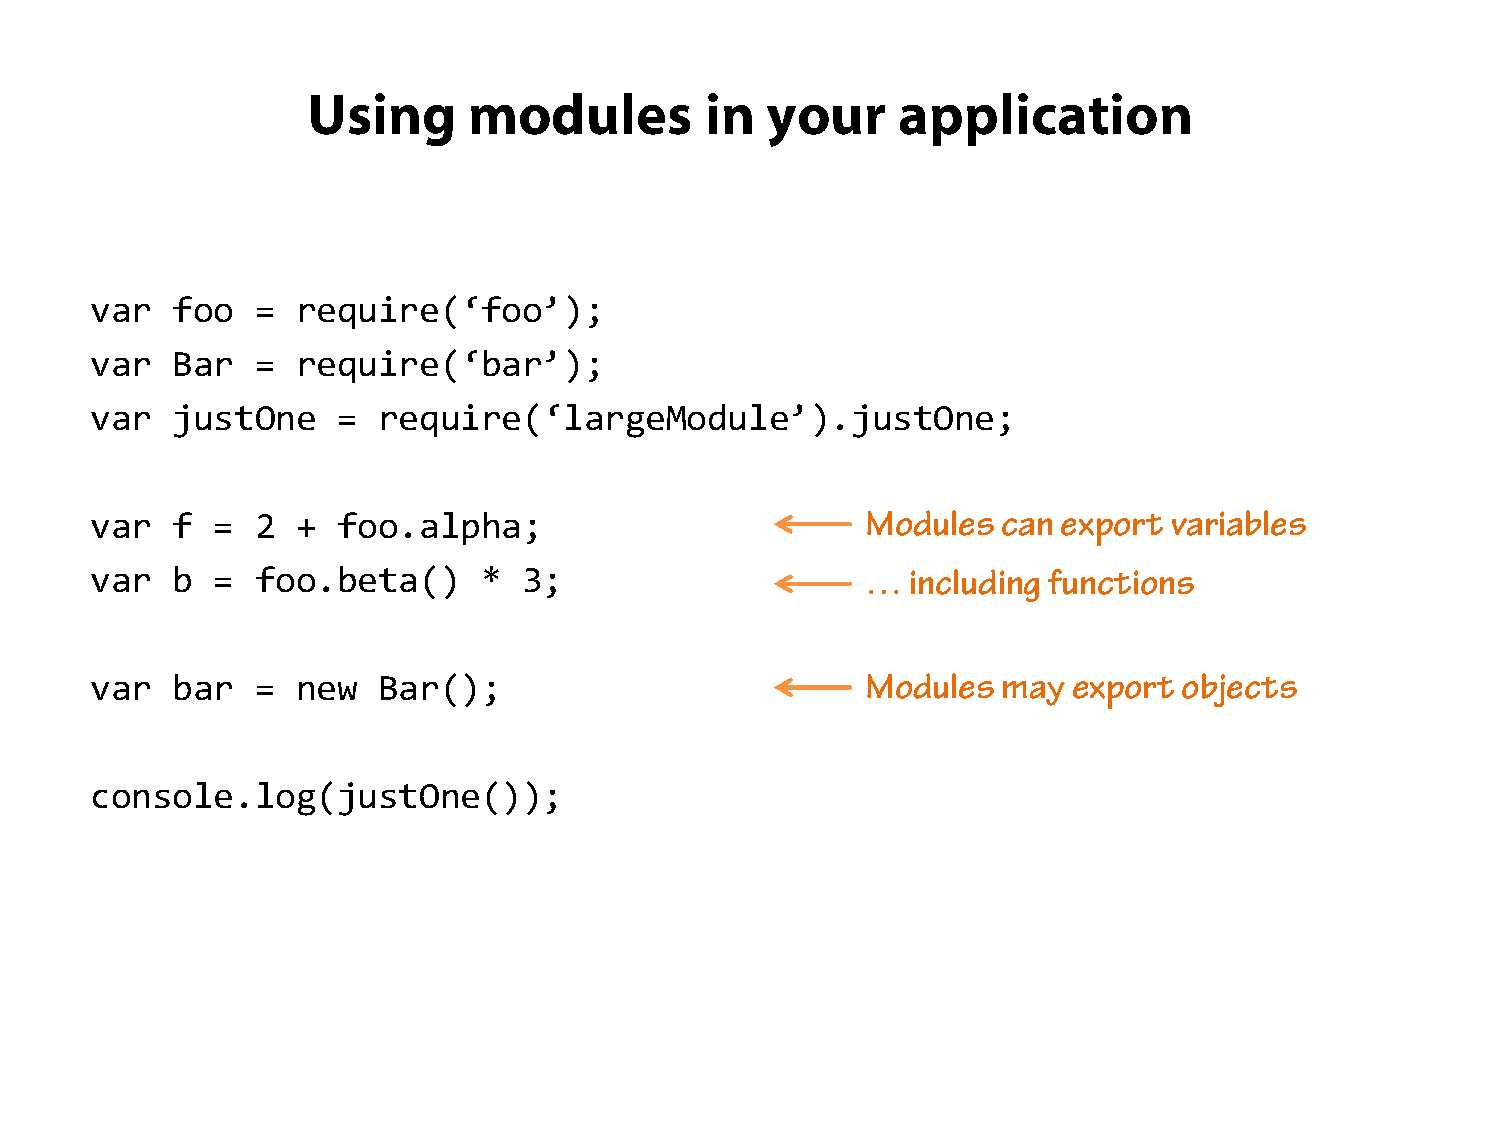 Using modules in your application
var foo = require(‘foo’);
var Bar = require(‘bar’);
var justOne = require(‘largeModule’).justOne;
var f = 2 + foo.alpha;
Modules can export variables
var b = foo.beta() * 3;
... including functions
var bar = new Bar();
Modules may export objects
console.log(justOne());